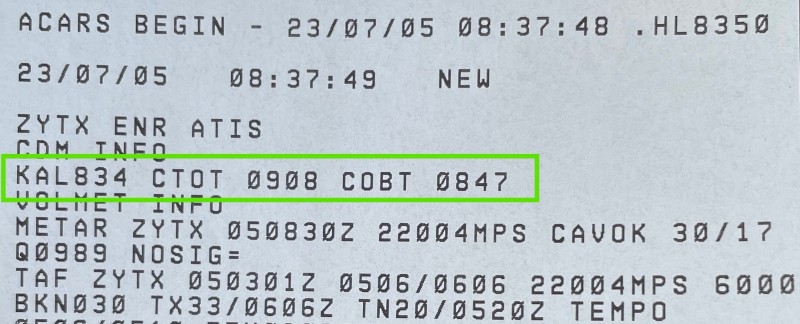 ACARS BEGIN - 23/07/05 08:37:48 .HL8350
23/07/05 08:37:49 NEW
ZYTX ENR ATIS
CDM INFO
KAL834 CTOT 0908 COBT 0847
VOLMET INFO
METAR ZYTX 050830Z 22004MPS CAVOK 30/17
Q0989 NOSIG=
TAF ZYTX 050301Z 0506/0606 22004MPS 6000
BKN030 TX33/0606Z TN20/0520Z TEMPO